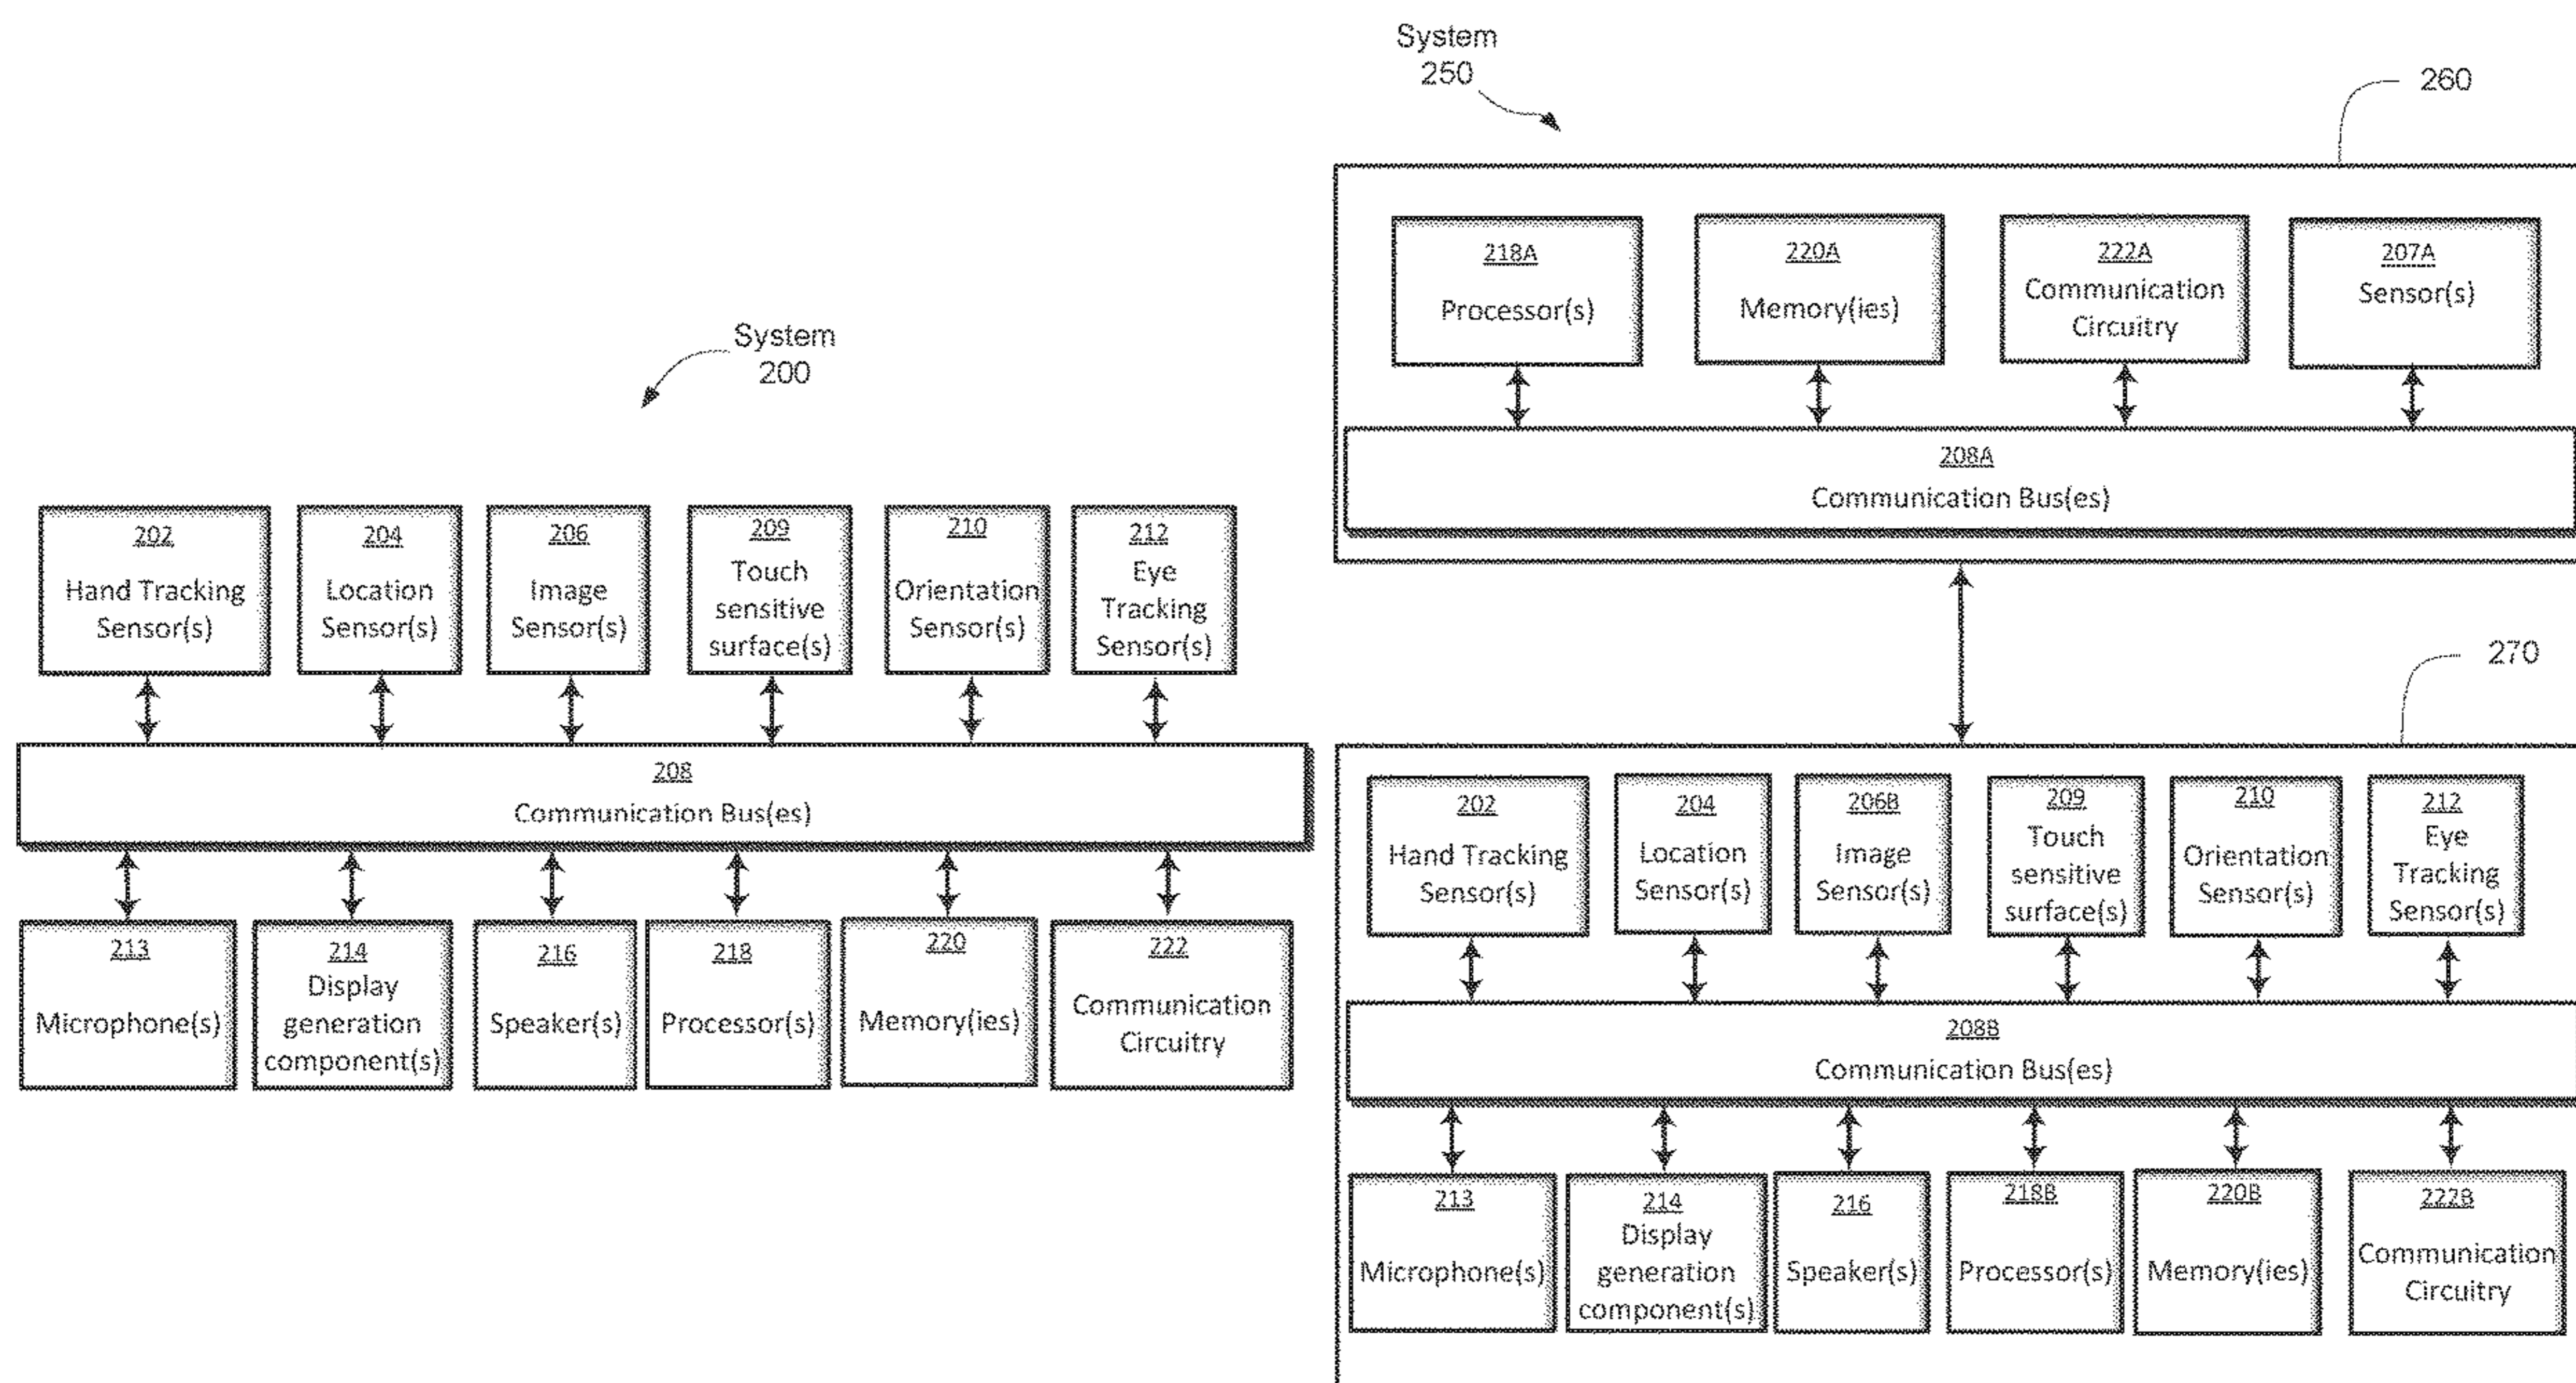 System
200
202
Hand Tracking
Sensor(s)
204
Location
Sensor(s)
206
Image
Sensor(s)
209
Touch
sensitive
surface(s)
210
Orientation
Sensor(s)
212
Eye
Tracking
Sensor(s)
208
Communication Bus(es)
213
Microphone(s)
214
Display
generation
component(s)
216
Speaker(s)
218
Processor(s)
220
Memory(ies)
222
Communication
Circuitry
System
250
260
218A
Processor(s)
220A
Memory(ies)
222A
Communication
Circuitry
207A
Sensor(s)
208A
Communication Bus(es)
270
202
Hand Tracking
Sensor(s)
204
Location
Sensor(s)
206B
Image
Sensor(s)
209
Touch
sensitive
surface(s)
210
Orientation
Sensor(s)
212
Eye
Tracking
Sensor(s)
208B
Communication Bus(es)
213
Microphone(s)
214
Display
generation
component(s)
216
Speaker(s)
218B
Processor(s)
220B
Memory(ies)
222B
Communication
Circuitry